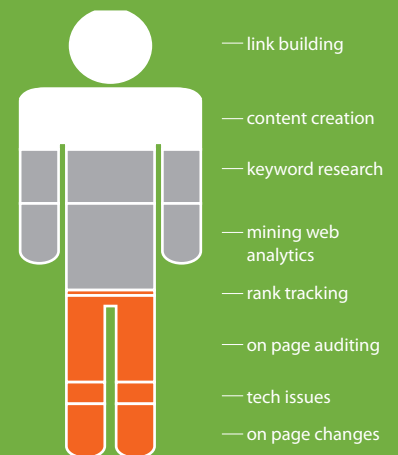 link building
content creation
keyword research
mining web
analytics
rank tracking
on page auditing
tech issues
on page changes